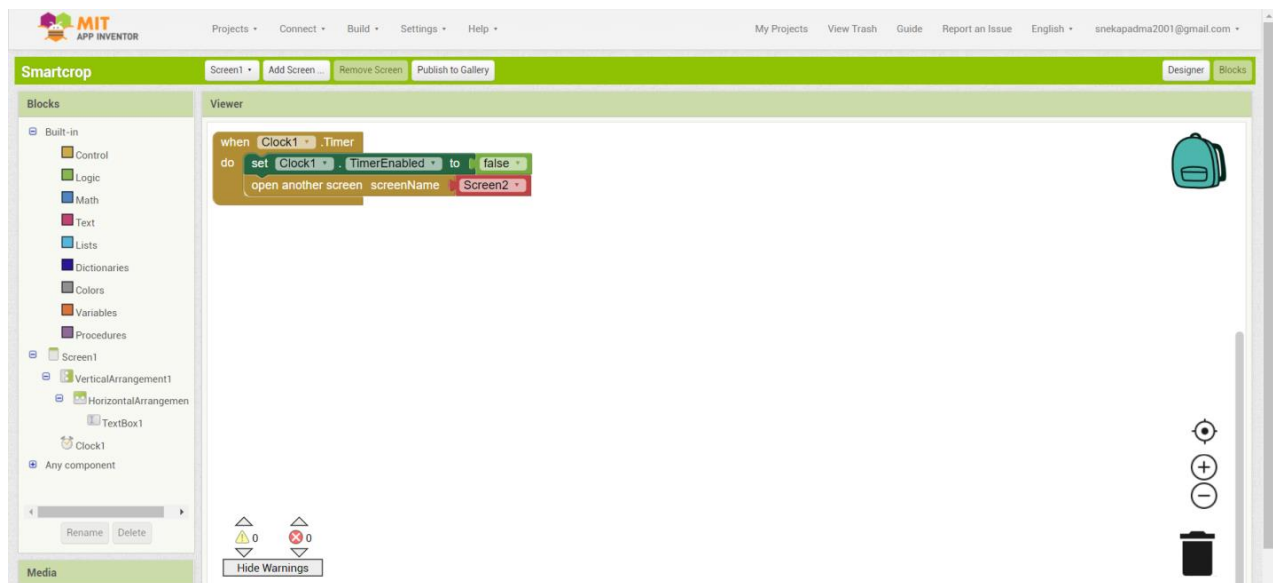 MIT
APP INVENTOR
Projects Connect Build Settings Help My Projects View Trash Guide Report an Issue English snekapadma2001@gmail.com
Smartcrop Screen1 Add Screen ... Remove Screen Publish to Gallery Designer Blocks
Blocks
Built-in
Control
Logic
Math
Text
Lists
Dictionaries
Colors
Variables
Procedures
Screen1
VerticalArrangement1
HorizontalArrangemen
TextBox1
Clock1
Any component
Rename Delete
Media
Viewer
when Clock1 .Timer
do set Clock1 . TimerEnabled to false
open another screen screenName Screen2
0 0
Hide Warnings